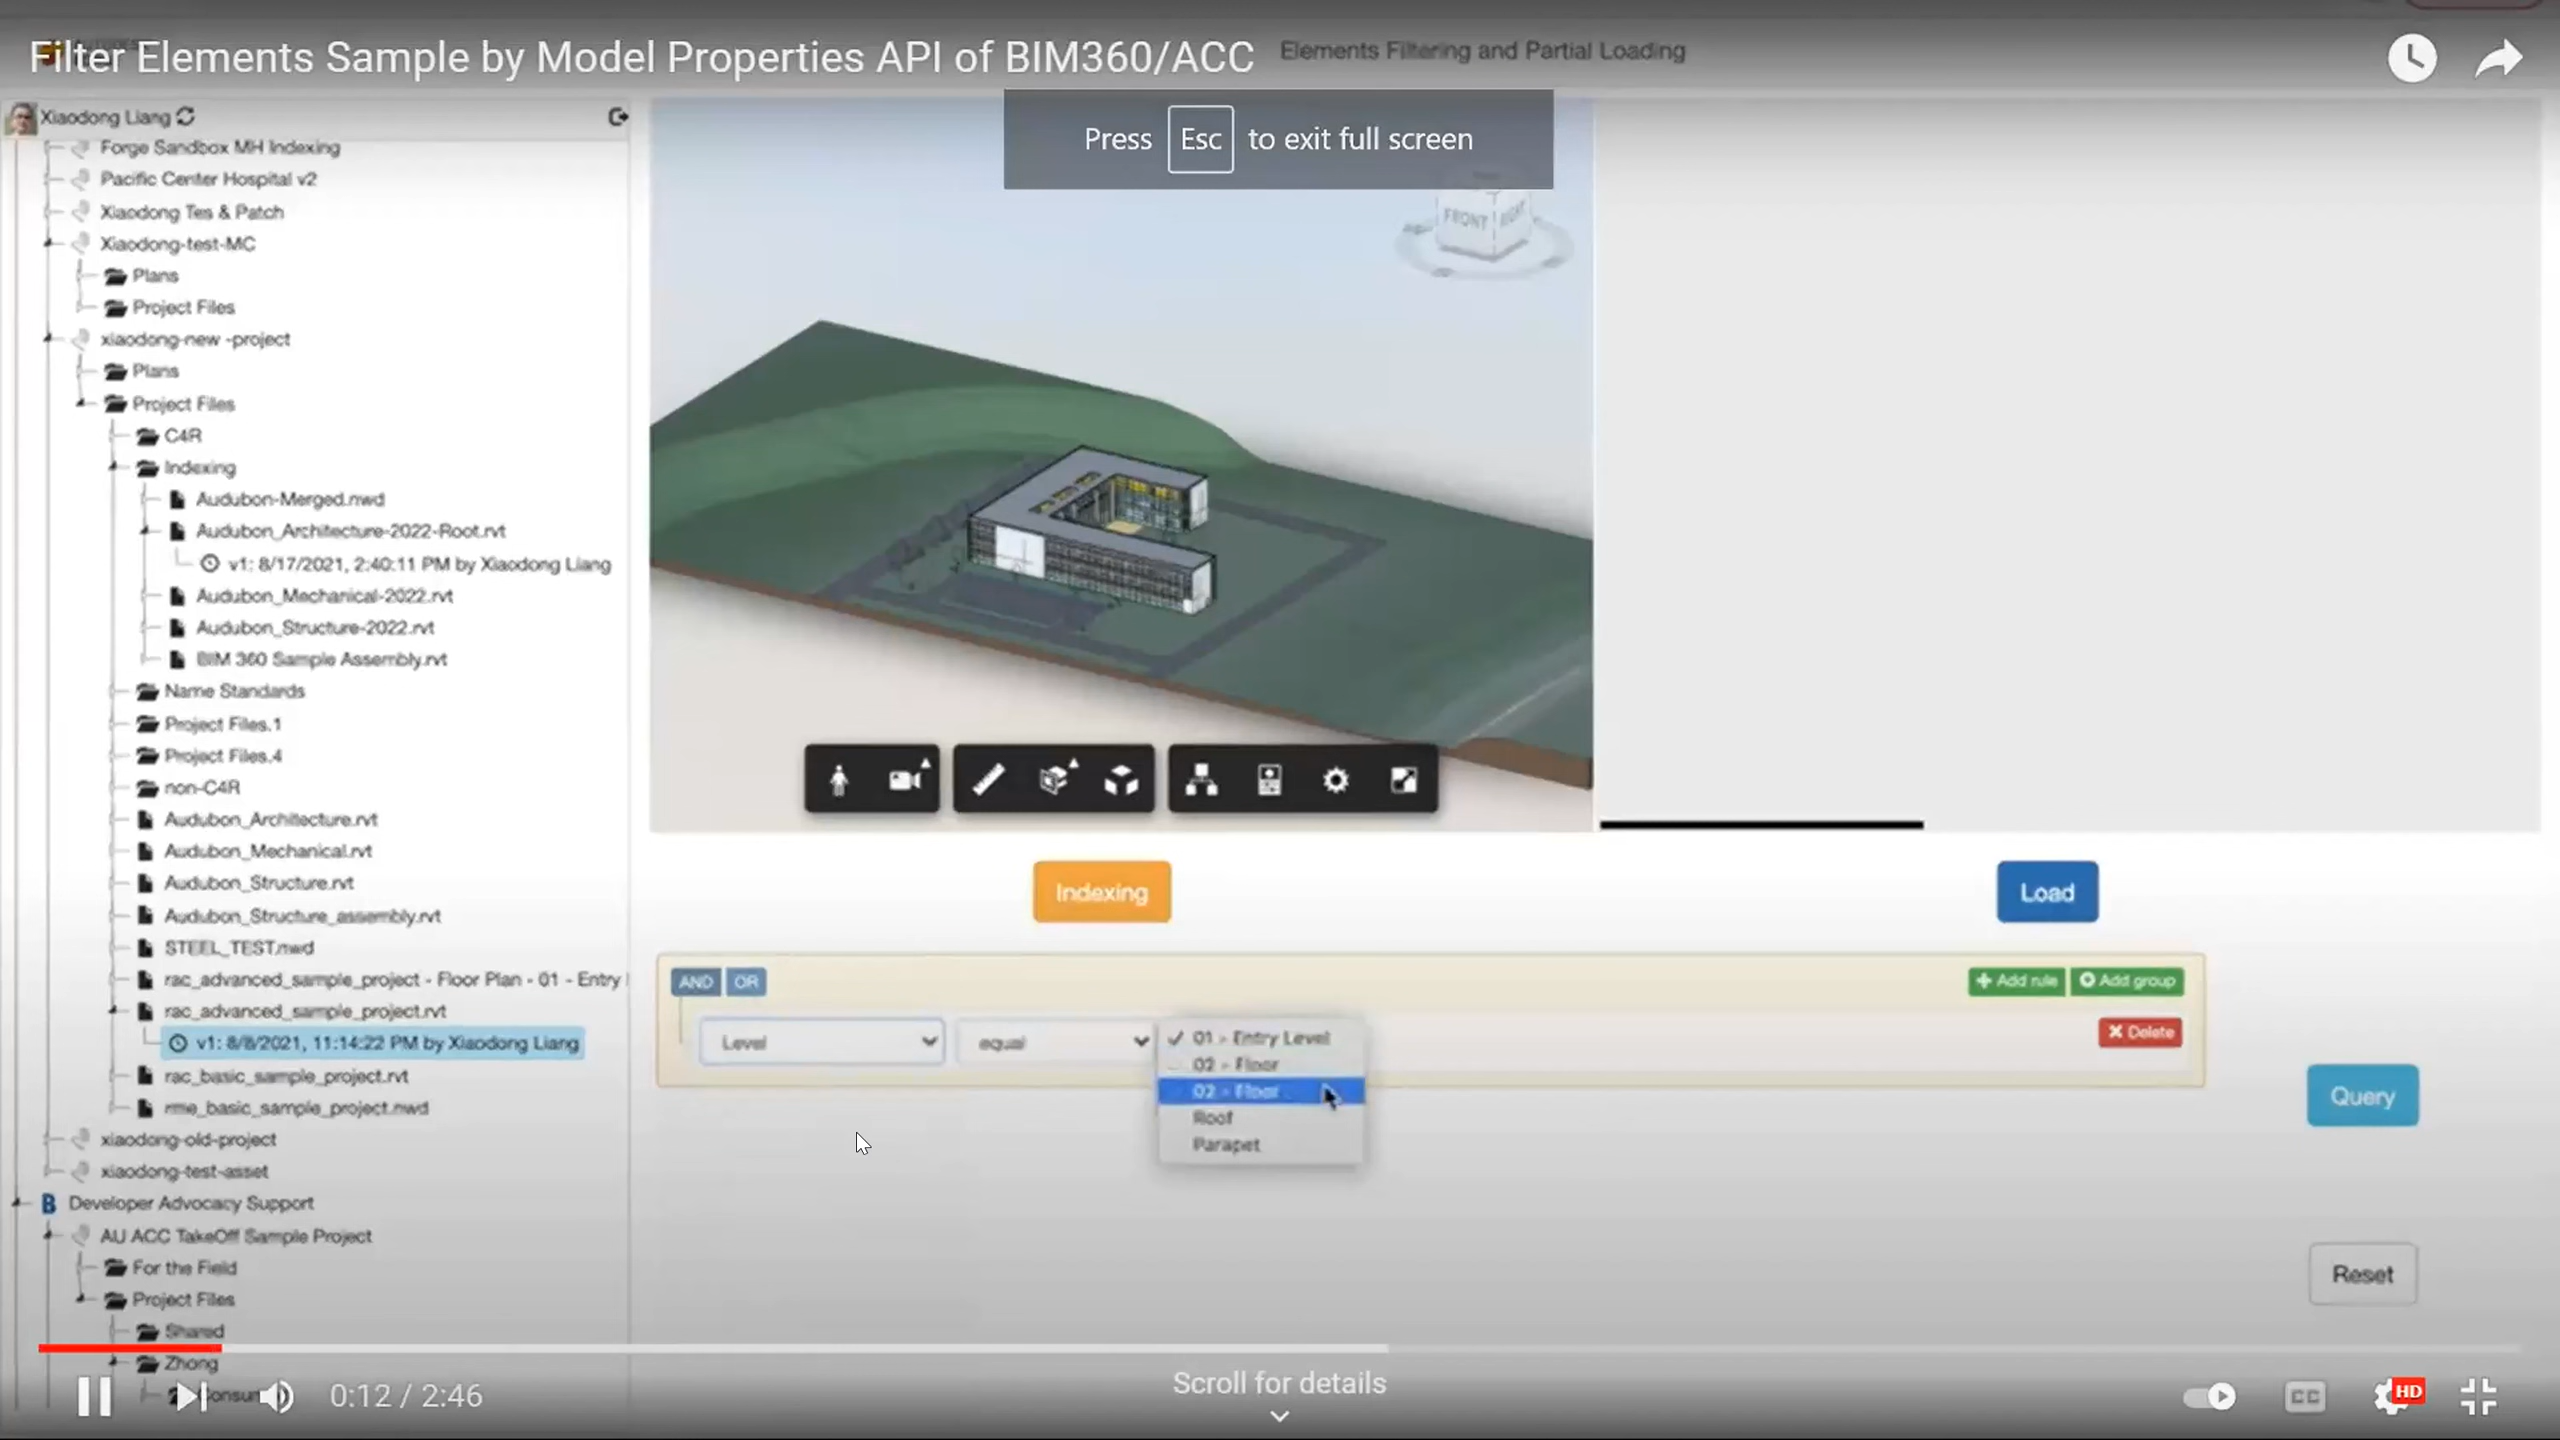 Filter Elements Sample by Model Properties API of BIM360/ACC
Elements Filtering and Partial Loading
Press Esc to exit full screen
Xiaodong Liang
Forge Sandbox MH Indexing
Pacific Center Hospital v2
Xiaodong Tes & Patch
Xiaodong-test-MC
Plans
Project Files
xiaodong-new -project
Plans
Project Files
C4R
Indexing
Audubon-Merged.nwd
Audubon_Architecture-2022-Root.rvt
v1: 8/17/2021, 2:40:11 PM by Xiaodong Liang
Audubon_Mechanical-2022.rvt
Audubon_Structure-2022.rvt
BIM 360 Sample Assembly.rvt
Name Standards
Project Files.1
Project Files.4
non-C4R
Audubon_Architecture.rvt
Audubon_Mechanical.rvt
Audubon_Structure.rvt
Audubon_Structure_assembly.rvt
STEEL_TEST.nwd
rac_advanced_sample_project - Floor Plan - 01 - Entry
rac_advanced_sample_project.rvt
v1: 8/8/2021, 11:14:22 PM by Xiaodong Liang
rac_basic_sample_project.rvt
rme_basic_sample_project.nwd
xiaodong-old-project
xiaodong-test-asset
B Developer Advocacy Support
AU ACC TakeOff Sample Project
For the Field
Project Files
Shared
Zhong
FRONT RIGHT
Indexing
Load
AND OR
Add rule
Add group
Level
equal
01 - Entry Level
02 - Floor
03 - Floor
Roof
Parapet
Delete
Query
Reset
0:12 / 2:46
Scroll for details
CC
HD